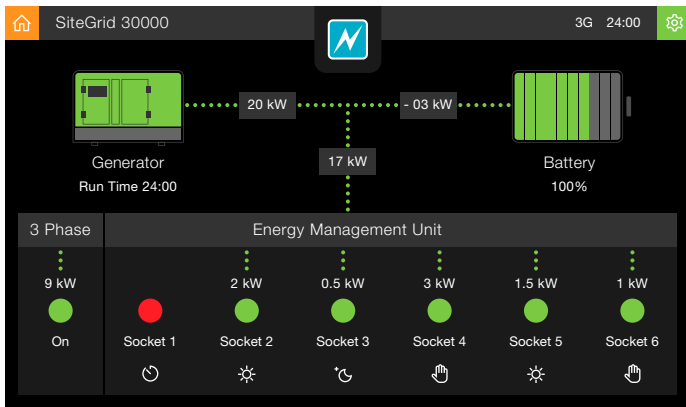 SiteGrid 30000
3G 24:00
20 kW
- 03 kW
17 kW
Generator
Run Time 24:00
Battery
100%
3 Phase
Energy Management Unit
9 kW
2 kW
0.5 kW
3 kW
1.5 kW
1 kW
On
Socket 1
Socket 2
Socket 3
Socket 4
Socket 5
Socket 6